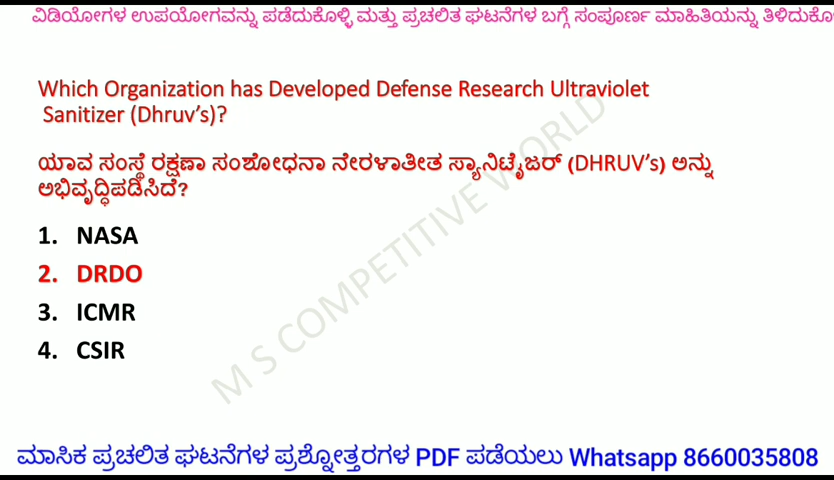 ವಿಡಿಯೋಗಳ ಉಪಯೋಗವನ್ನು ಪಡೆದುಕೊಳ್ಳಿ ಮತ್ತು ಪ್ರಚಲಿತ ಘಟನೆಗಳ ಬಗ್ಗೆ ಸಂಪೂರ್ಣ ಮಾಹಿತಿಯನ್ನು
Which Organization has Developed Defense Research Ultraviolet
Sanitizer (Dhruv's)?
ಯಾವ ಸಂಸ್ಥೆ ರಕ್ಷಣಾ ಸಂಶೋಧನಾ ನೇರಳಾತೀತ ಸ್ಯಾನಿಟೈಜರ್ (DHRUV's) ಅನ್ನು
ಅಭಿವೃದ್ಧಿಪಡಿಸಿದೆ?
1. NASA
2. DRDO
3. ICMR
4. CSIR
M S COMPETITIVE WORLD
ಮಾಸಿಕ ಪ್ರಚಲಿತ ಘಟನೆಗಳ ಪ್ರಶ್ನೋತ್ತರಗಳ PDF ಪಡೆಯಲು Whatsapp 8660035808